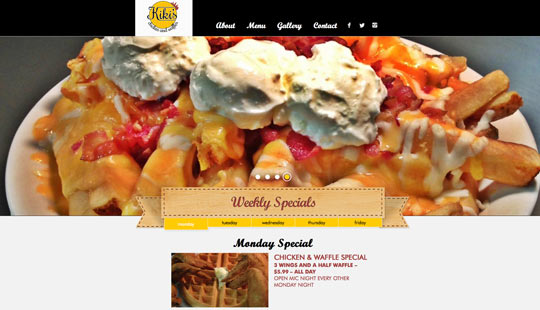 Kiki's
About Menu Gallery Contact
Weekly Specials
monday tuesday wednesday thursday friday
Monday Special
CHICKEN & WAFFLE SPECIAL
3 WINGS AND A HALF WAFFLE –
$5.99 – ALL DAY
OPEN MIC NIGHT EVERY OTHER
MONDAY NIGHT